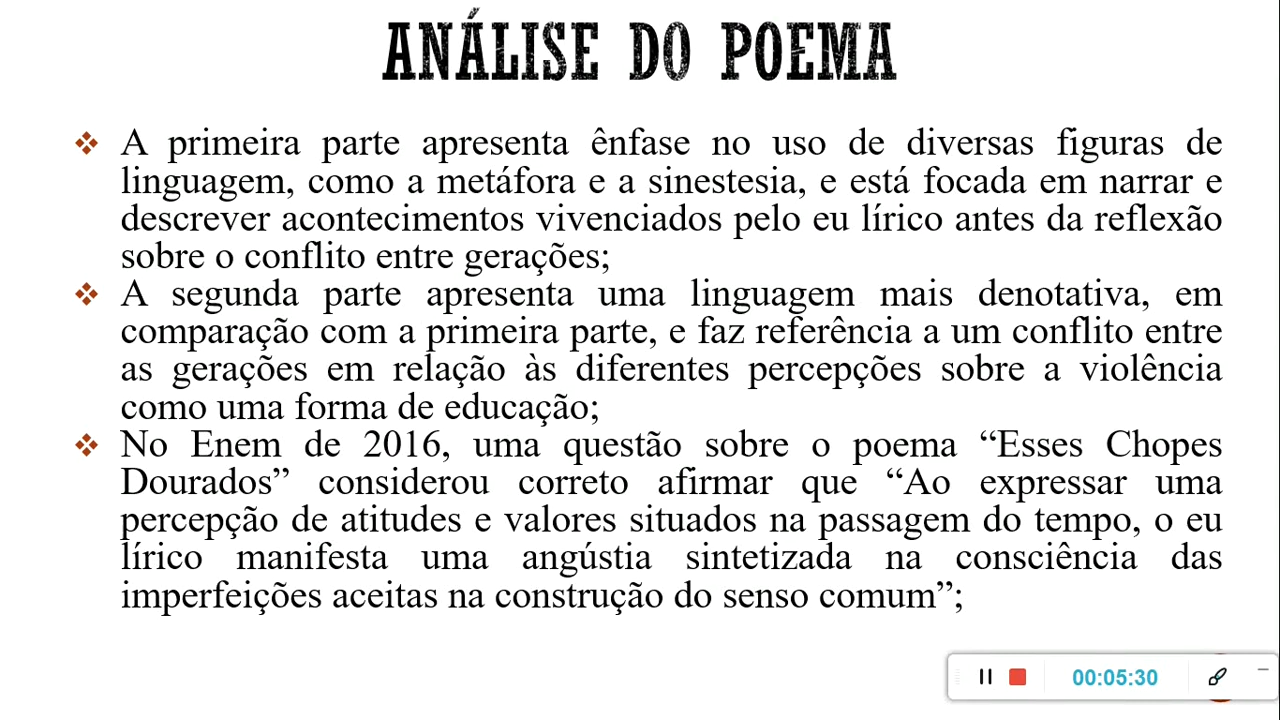 ANÁLISE DO POEMA
❖ A primeira parte apresenta ênfase no uso de diversas figuras de
linguagem, como a metáfora e a sinestesia, e está focada em narrar e
descrever acontecimentos vivenciados pelo eu lírico antes da reflexão
sobre o conflito entre gerações;
❖ A segunda parte apresenta uma linguagem mais denotativa, em
comparação com a primeira parte, e faz referência a um conflito entre
as gerações em relação às diferentes percepções sobre a violência
como uma forma de educação;
❖ No Enem de 2016, uma questão sobre o poema “Esses Chopes
Dourados” considerou correto afirmar que “Ao expressar uma
percepção de atitudes e valores situados na passagem do tempo, o eu
lírico manifesta uma angústia sintetizada na consciência das
imperfeições aceitas na construção do senso comum”;
00:05:30